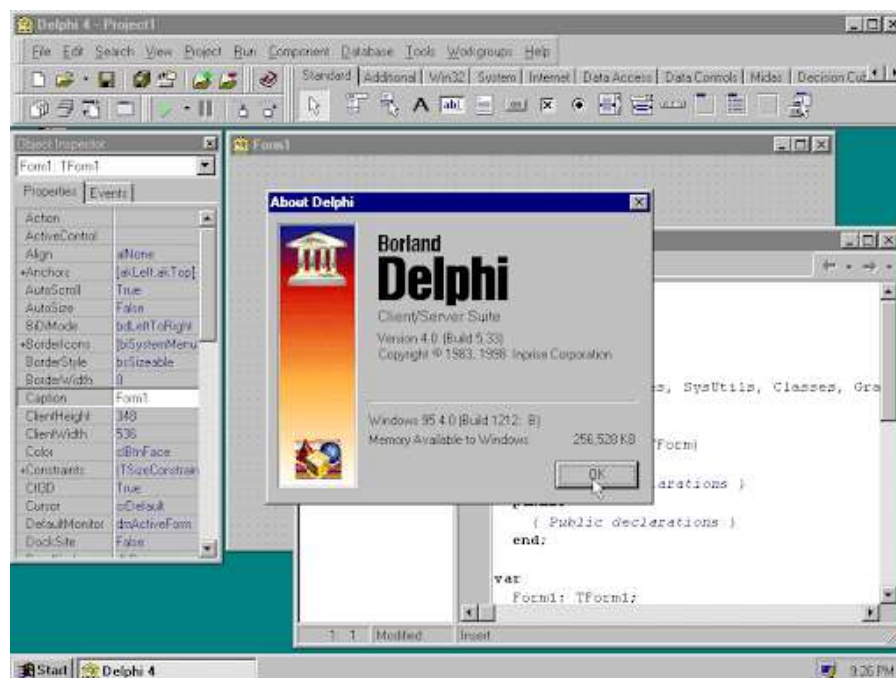 Delphi 4 - Project1
File Edit Search View Project Run Component Database Tools Workgroups Help
Standard Additional Win32 System Internet Data Access Data Controls Midas Decision
Object Inspector
Form1: TForm1
Properties Events
Action
ActiveControl
Align alNone
+Anchors [akLeft,akTop]
AutoScroll True
AutoSize False
BiDiMode bdLeftToRight
+BorderIcons [biSystemMenu
BorderStyle bsSizeable
BorderWidth 0
Caption Form1
ClientHeight 348
ClientWidth 536
Color clBtnFace
+Constraints (TSizeConstrain
Ctl3D True
Cursor crDefault
DefaultMonitor dmActiveForm
DockSite False
Form1
About Delphi
Borland
Delphi
Client/Server Suite
Version 4.0 (Build 5.33)
Copyright © 1983, 1998 Inprise Corporation
Windows 95 4.0 (Build 1212: B)
Memory Available to Windows: 256,528 KB
OK
s, SysUtils, Classes, Gra
TForm)
arations }
{ Public declarations }
end;
var
Form1: TForm1;
1: 1 Modified Insert
Start Delphi 4 9:26 PM